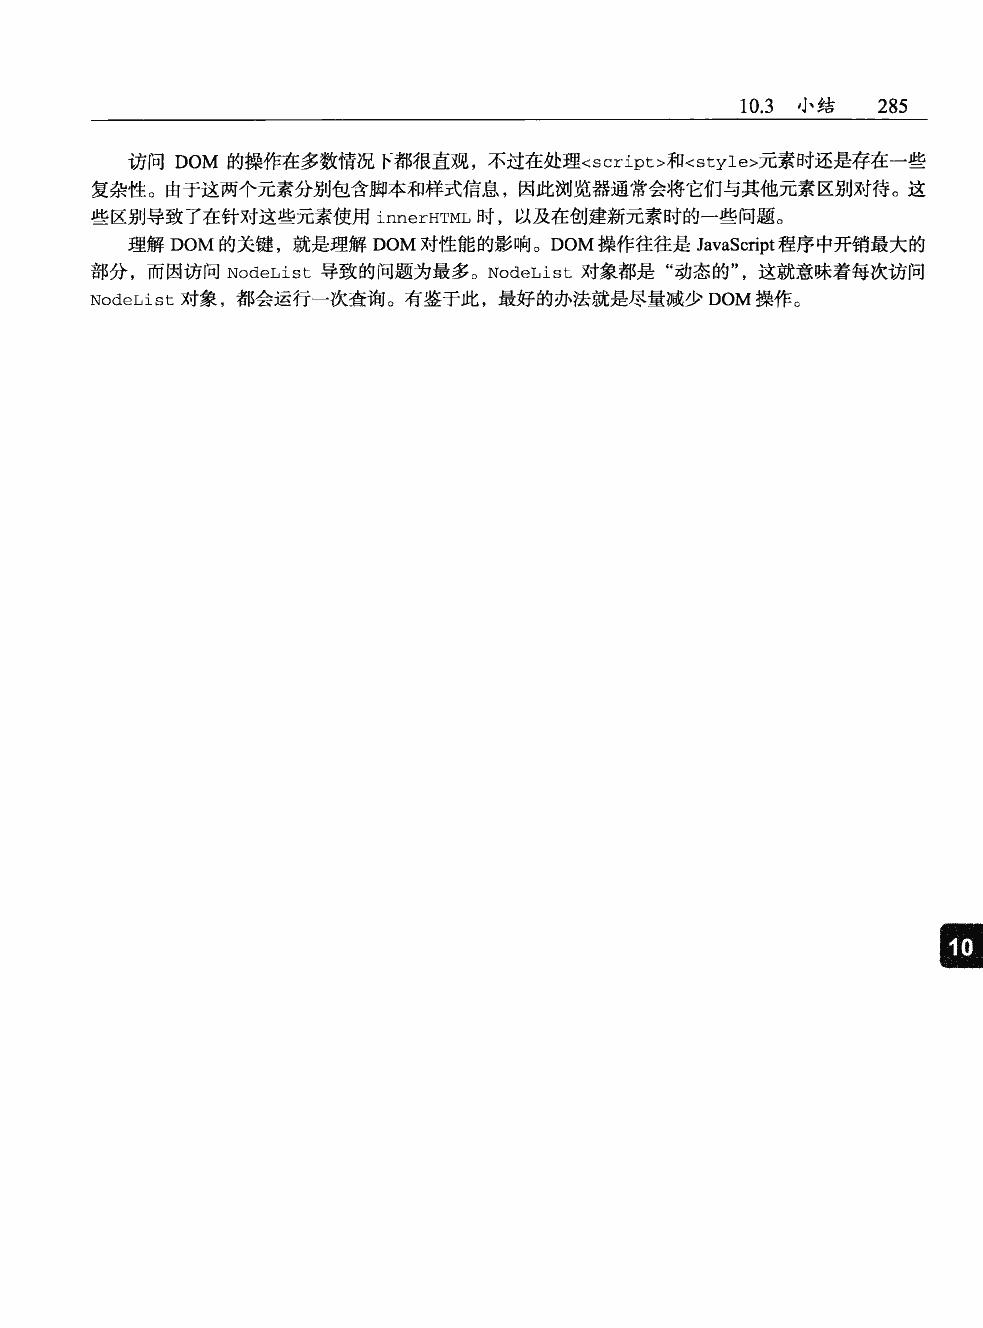 10.3 小结 285
访问 DOM 的操作在多数情况下都很直观，不过在处理<script>和<style>元素时还是存在一些
复杂性。由于这两个元素分别包含脚本和样式信息，因此浏览器通常会将它们与其他元素区别对待。这
些区别导致了在针对这些元素使用 innerHTML 时，以及在创建新元素时的一些问题。
理解 DOM 的关键，就是理解 DOM 对性能的影响。DOM 操作往往是 JavaScript 程序中开销最大的
部分，而因访问 NodeList 导致的问题为最多。NodeList 对象都是“动态的”，这就意味着每次访问
NodeList 对象，都会运行一次查询。有鉴于此，最好的办法就是尽量减少 DOM 操作。
10